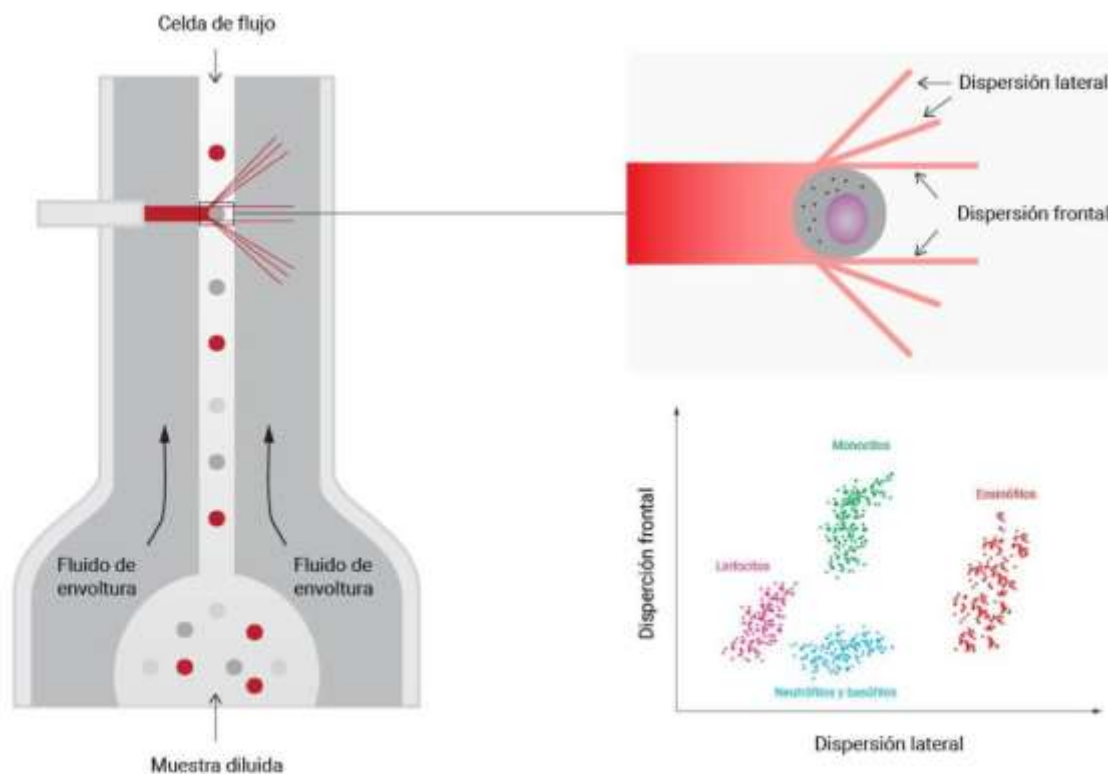 Celda de flujo
Fluido de
envoltura
Fluido de
envoltura
Muestra diluida
Dispersión lateral
Dispersión frontal
Disperción frontal
Monocitos
Eosinófilos
Linfocitos
Neutrófilos y basófilos
Dispersión lateral